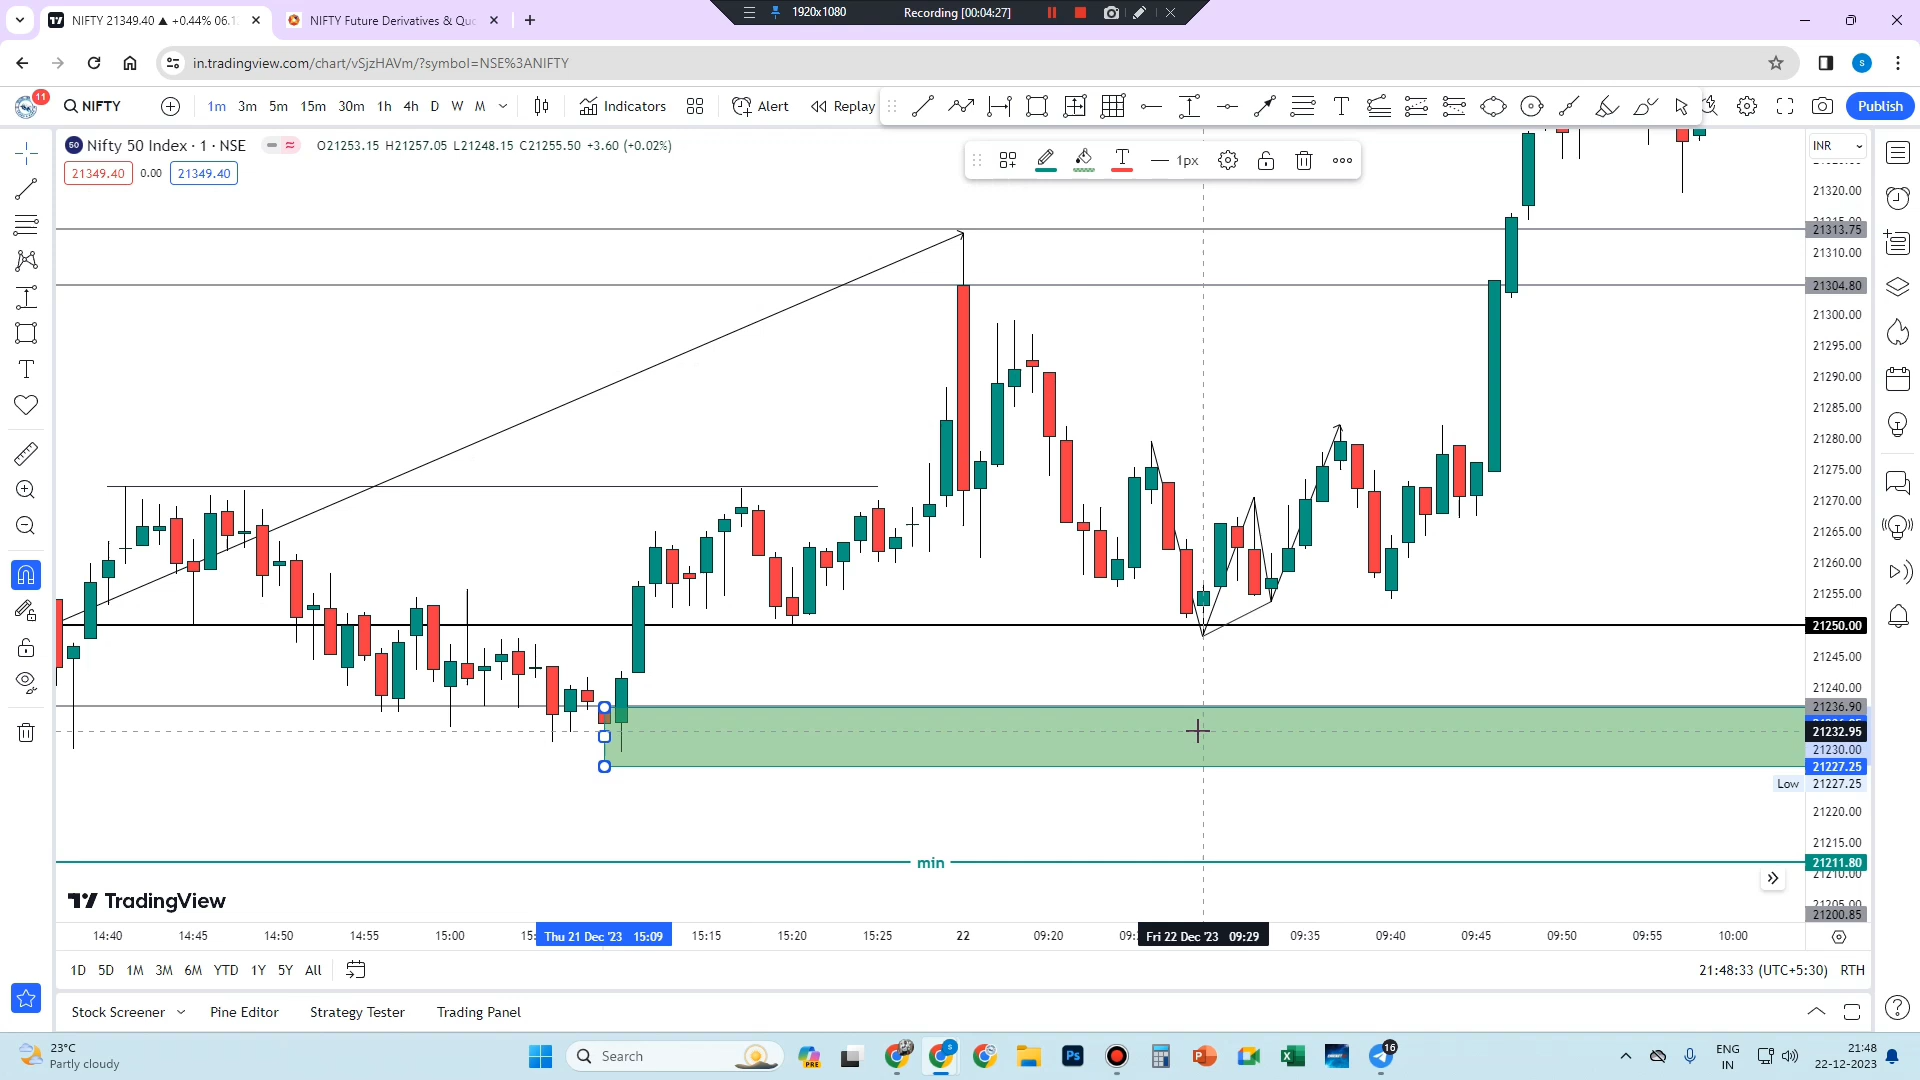 NIFTY 21349.40 ▲ +0.44% 06.1
NIFTY Future Derivatives & Quo
1920x1080
Recording [00:04:27]
in.tradingview.com/chart/vSjzHAVm/?symbol=NSE%3ANIFTY
S
11
NIFTY
1m 3m 5m 15m 30m 1h 4h D W M
Indicators
Alert
Replay
Publish
50 Nifty 50 Index · 1 · NSE
O21253.15 H21257.05 L21248.15 C21255.50 +3.60 (+0.02%)
21349.40 0.00 21349.40
1px
INR
21320.00
21313.75
21310.00
21304.80
21300.00
21295.00
21290.00
21285.00
21280.00
21275.00
21270.00
21265.00
21260.00
21255.00
21250.00
21245.00
21240.00
21236.90
21232.95
21230.00
21227.25
Low 21227.25
21220.00
21215.00
min
21211.80
21210.00
21205.00
21200.85
TradingView
14:40 14:45 14:50 14:55 15:00 Thu 21 Dec '23 15:09 15:15 15:20 15:25 22 09:20 Fri 22 Dec '23 09:29 09:35 09:40 09:45 09:50 09:55 10:00
1D 5D 1M 3M 6M YTD 1Y 5Y All
21:48:33 (UTC+5:30) RTH
Stock Screener Pine Editor Strategy Tester Trading Panel
23°C
Partly cloudy
Search
PRE
Ps
16
ENG
IN
21:48
22-12-2023